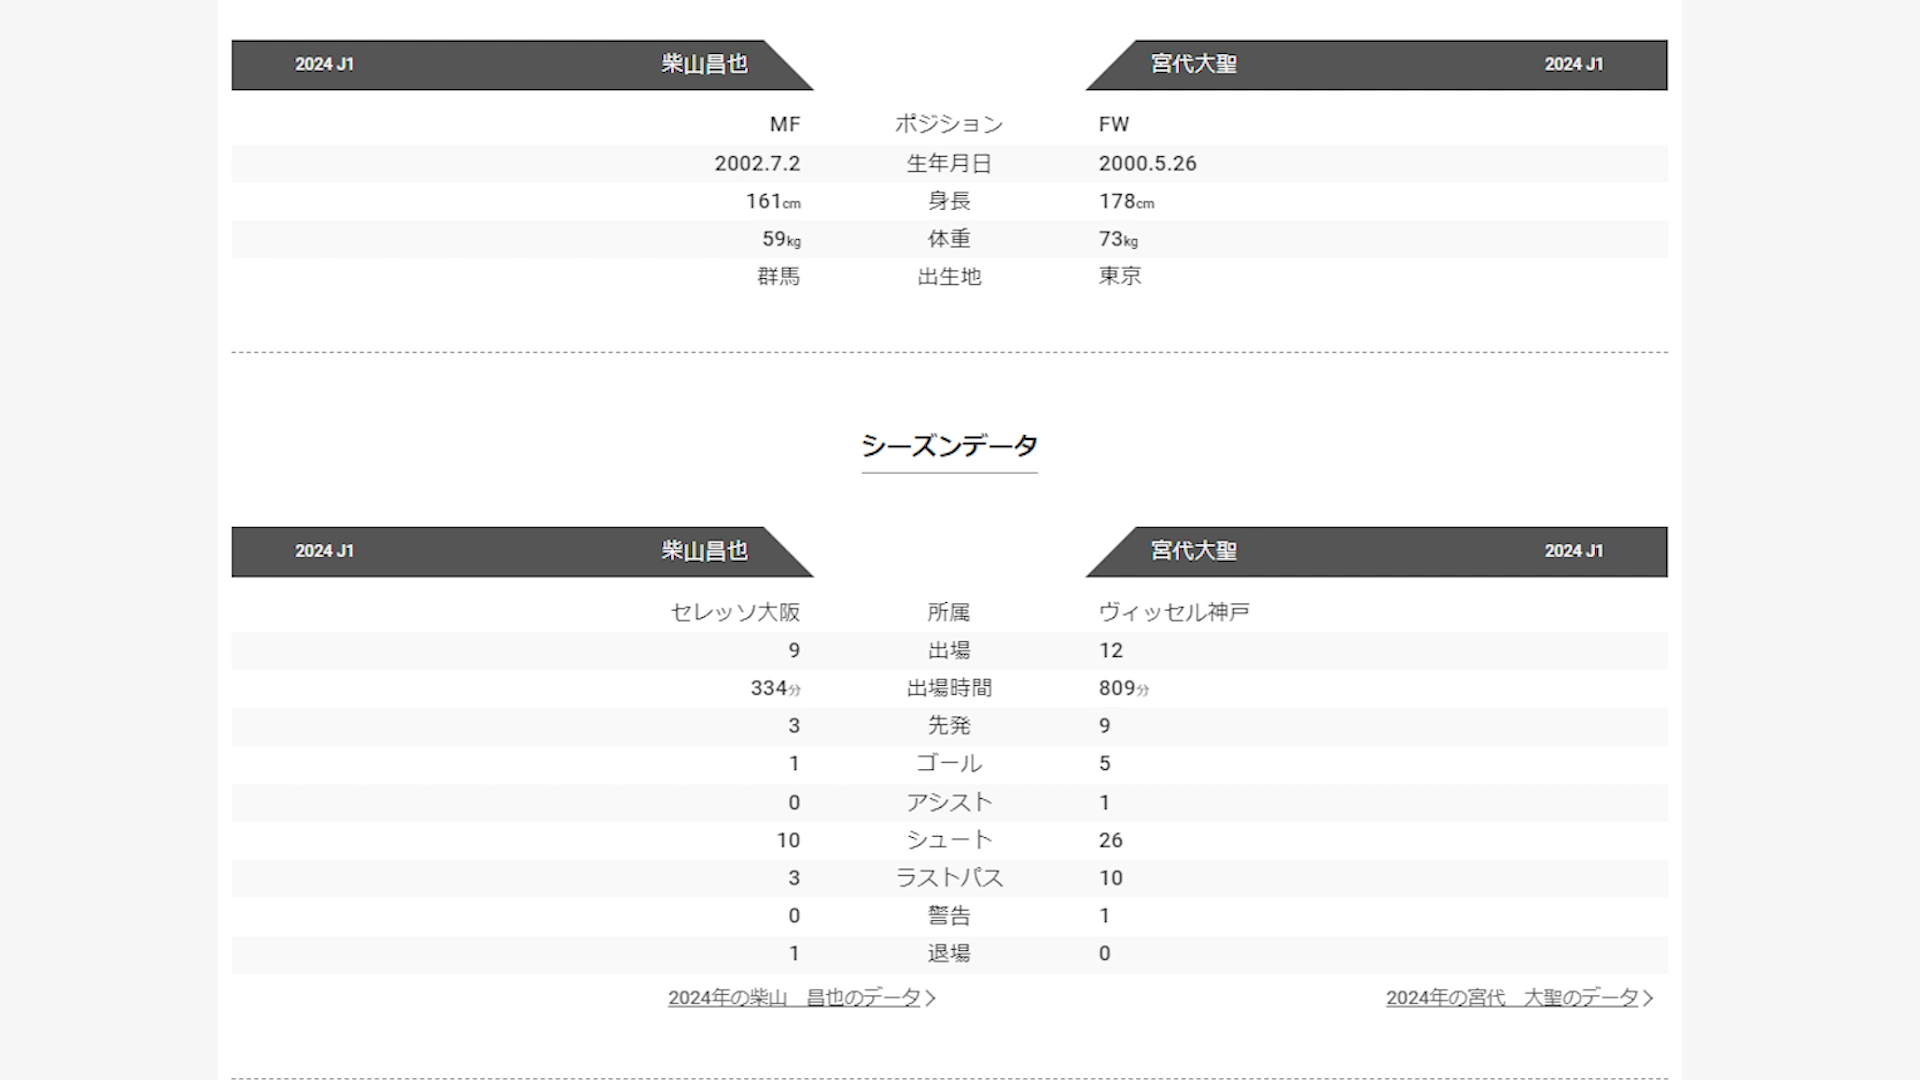 2024 J1 柴山昌也 宮代大聖 2024 J1
MF ポジション FW
2002.7.2 生年月日 2000.5.26
161cm 身長 178cm
59kg 体重 73kg
群馬 出生地 東京
シーズンデータ
2024 J1 柴山昌也 宮代大聖 2024 J1
セレッソ大阪 所属 ヴィッセル神戸
9 出場 12
334分 出場時間 809分
3 先発 9
1 ゴール 5
0 アシスト 1
10 シュート 26
3 ラストパス 10
0 警告 1
1 退場 0
2024年の柴山　昌也のデータ 2024年の宮代　大聖のデータ